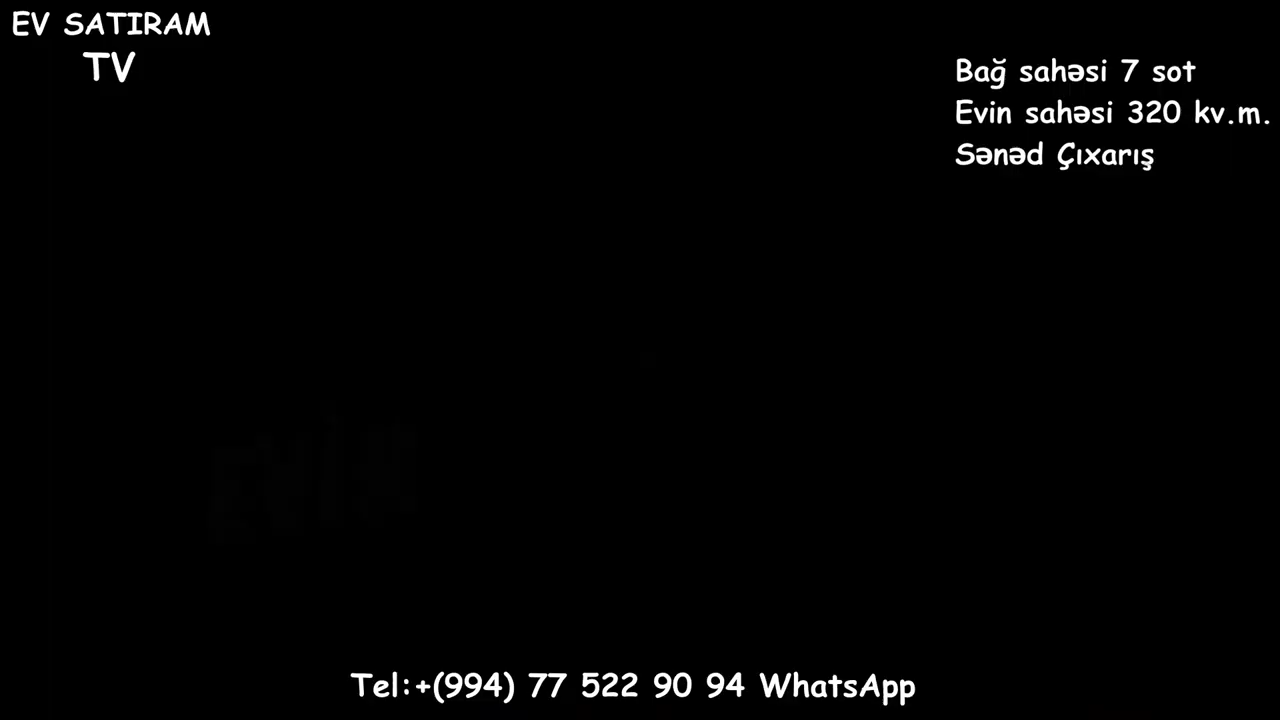 EV SATIRAM
TV
Bağ sahəsi 7 sot
Evin sahəsi 320 kv.m.
Sənəd Çıxarış
Tel:+(994) 77 522 90 94 WhatsApp